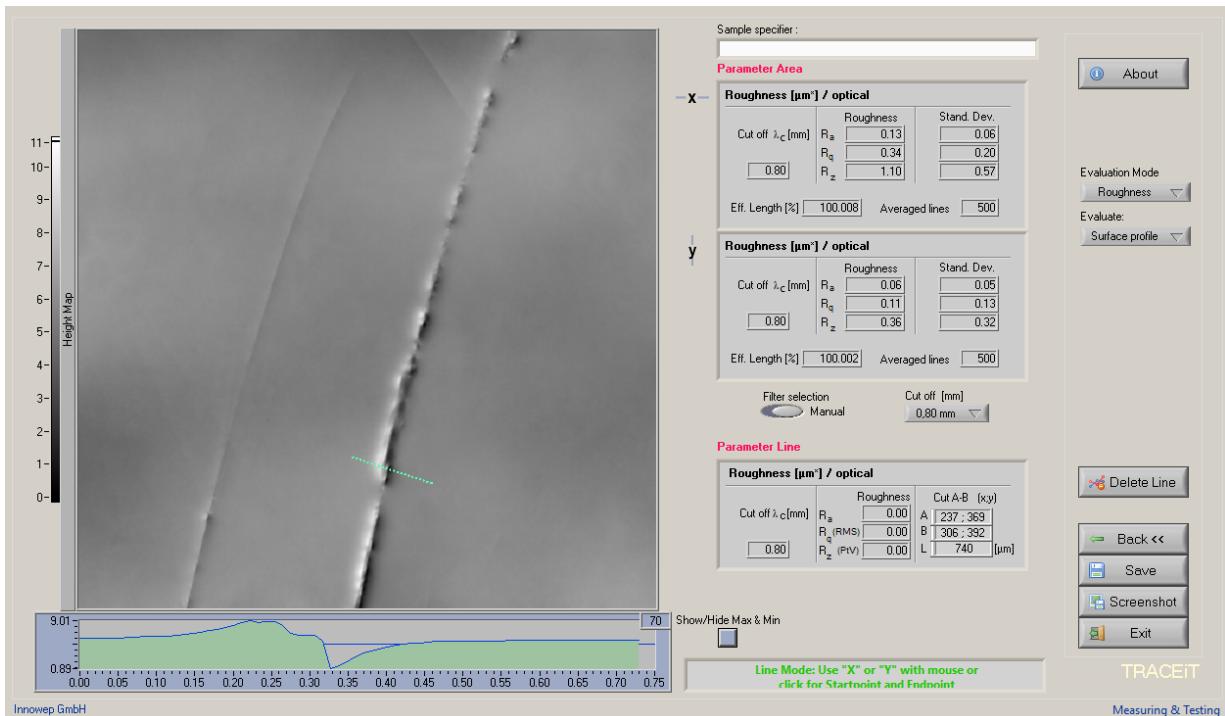 Sample specifier :
Parameter Area
x
Roughness [µm*] / optical
Roughness Stand. Dev.
Cut off λc[mm] Ra 0.13 0.06
Rq 0.34 0.20
0.80 Rz 1.10 0.57
Eff. Length [%] 100.008 Averaged lines 500
y
Roughness [µm*] / optical
Roughness Stand. Dev.
Cut off λc[mm] Ra 0.06 0.05
Rq 0.11 0.13
0.80 Rz 0.36 0.32
Eff. Length [%] 100.002 Averaged lines 500
Filter selection Cut off [mm]
Manual 0,80 mm
Parameter Line
Roughness [µm*] / optical
Roughness Cut A-B (x;y)
Cut off λc[mm] Ra 0.00 A 237 ; 369
Rq (RMS) 0.00 B 306 ; 392
0.80 Rz (PtV) 0.00 L 740 [µm]
11-
10-
9-
8-
7-
6-
5-
4-
3-
2-
1-
0-
Height Map
9.01
0.89
70
0.00 0.05 0.10 0.15 0.20 0.25 0.30 0.35 0.40 0.45 0.50 0.55 0.60 0.65 0.70 0.75
Show/Hide Max & Min
Line Mode: Use "X" or "Y" with mouse or
click for Startpoint and Endpoint
About
Evaluation Mode
Roughness
Evaluate:
Surface profile
Delete Line
Back <<
Save
Screenshot
Exit
TRACEiT
Innowep GmbH
Measuring & Testing